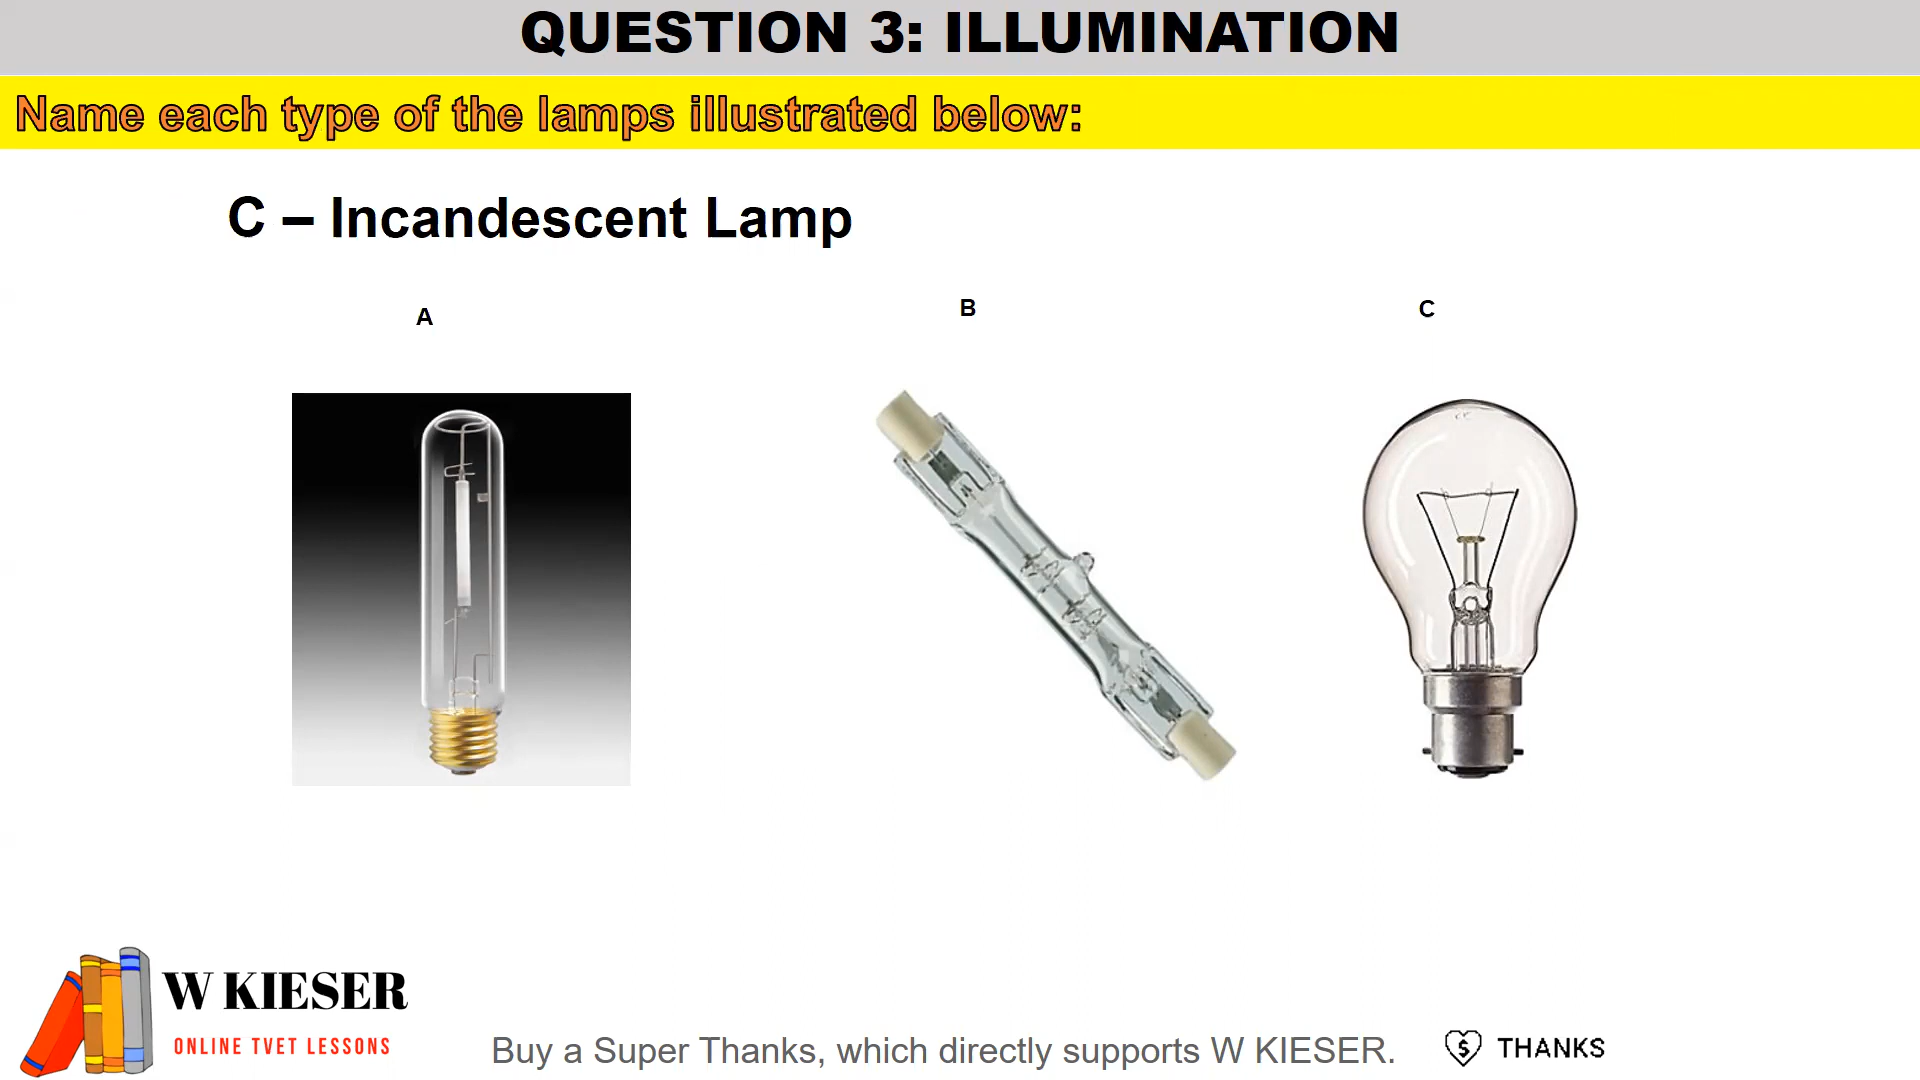 QUESTION 3: ILLUMINATION
Name each type of the lamps illustrated below:
C – Incandescent Lamp
A
B
C
W KIESER
ONLINE TVET LESSONS
Buy a Super Thanks, which directly supports W KIESER.
$ THANKS